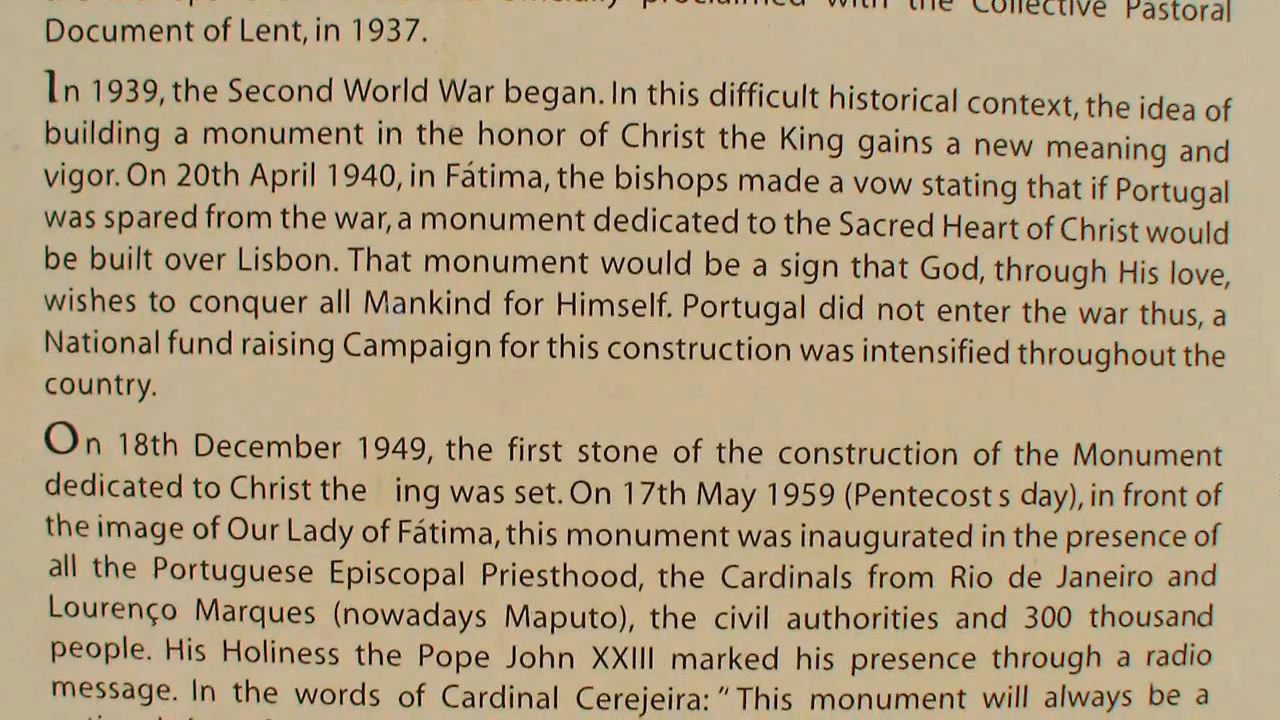 proclaimed with the Collective Pastoral
Document of Lent, in 1937.
In 1939, the Second World War began. In this difficult historical context, the idea of
building a monument in the honor of Christ the King gains a new meaning and
vigor. On 20th April 1940, in Fátima, the bishops made a vow stating that if Portugal
was spared from the war, a monument dedicated to the Sacred Heart of Christ would
be built over Lisbon. That monument would be a sign that God, through His love,
wishes to conquer all Mankind for Himself. Portugal did not enter the war thus, a
National fund raising Campaign for this construction was intensified throughout the
country.
On 18th December 1949, the first stone of the construction of the Monument
dedicated to Christ the ing was set. On 17th May 1959 (Pentecost s day), in front of
the image of Our Lady of Fátima, this monument was inaugurated in the presence of
all the Portuguese Episcopal Priesthood, the Cardinals from Rio de Janeiro and
Lourenço Marques (nowadays Maputo), the civil authorities and 300 thousand
people. His Holiness the Pope John XXIII marked his presence through a radio
message. In the words of Cardinal Cerejeira: "This monument will always be a